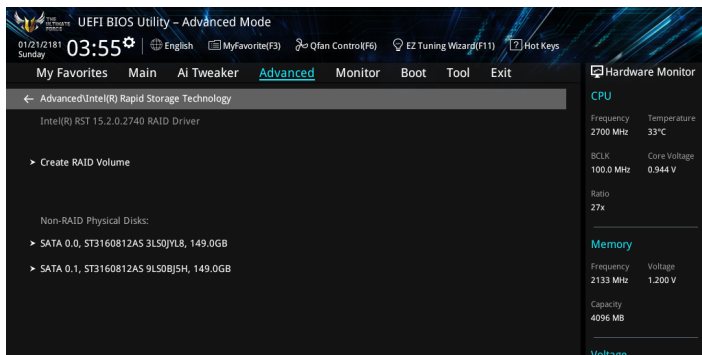 THE ULTIMATE FORCE UEFI BIOS Utility – Advanced Mode
01/21/2181 Sunday 03:55 English MyFavorite(F3) Qfan Control(F6) EZ Tuning Wizard(F11) ? Hot Keys
My Favorites Main Ai Tweaker Advanced Monitor Boot Tool Exit
Hardware Monitor
← Advanced\Intel(R) Rapid Storage Technology
Intel(R) RST 15.2.0.2740 RAID Driver
> Create RAID Volume
Non-RAID Physical Disks:
> SATA 0.0, ST3160812AS 3LS0JYL8, 149.0GB
> SATA 0.1, ST3160812AS 9LS0BJ5H, 149.0GB
CPU
Frequency Temperature
2700 MHz 33°C
BCLK Core Voltage
100.0 MHz 0.944 V
Ratio
27x
Memory
Frequency Voltage
2133 MHz 1.200 V
Capacity
4096 MB
Voltage